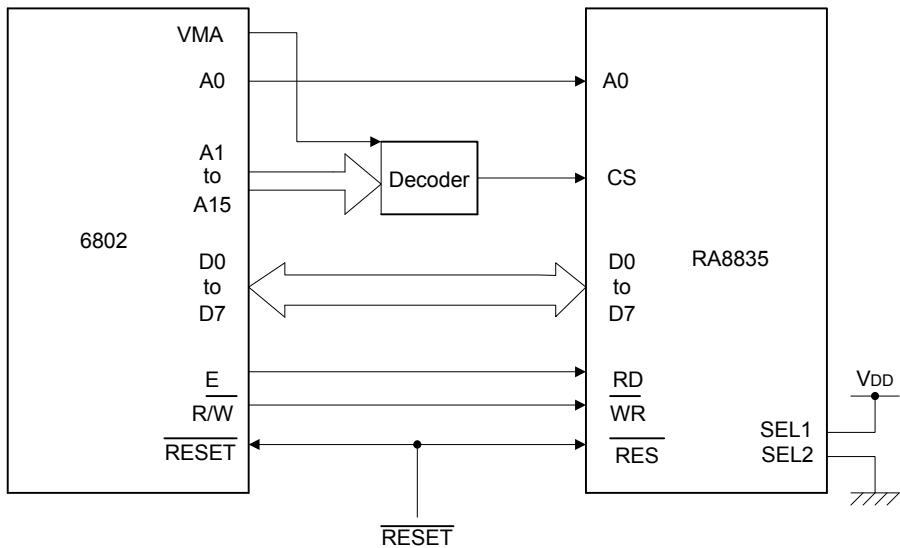 VMA
A0
A1
to
A15
6802
D0
to
D7
E
R/W
RESET
Decoder
RESET
A0
CS
RA8835
D0
to
D7
RD
WR
RES
VDD
SEL1
SEL2